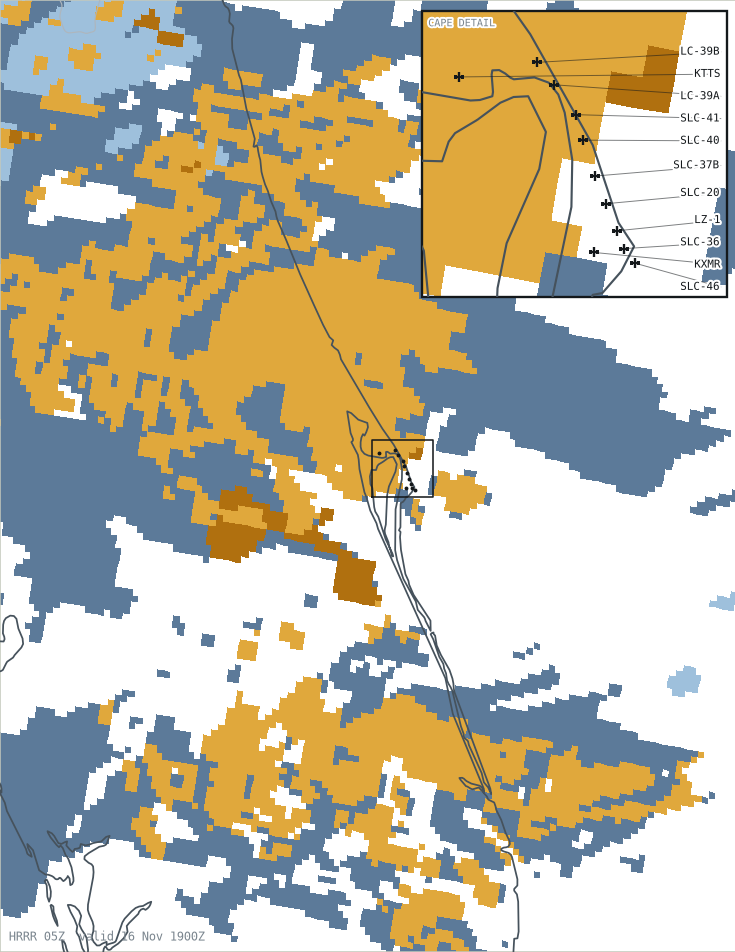 CAPE DETAIL
LC-39B
KTTS
LC-39A
SLC-41
SLC-40
SLC-37B
SLC-20
LZ-1
SLC-36
KXMR
SLC-46
HRRR 05Z  valid 16 Nov 1900Z